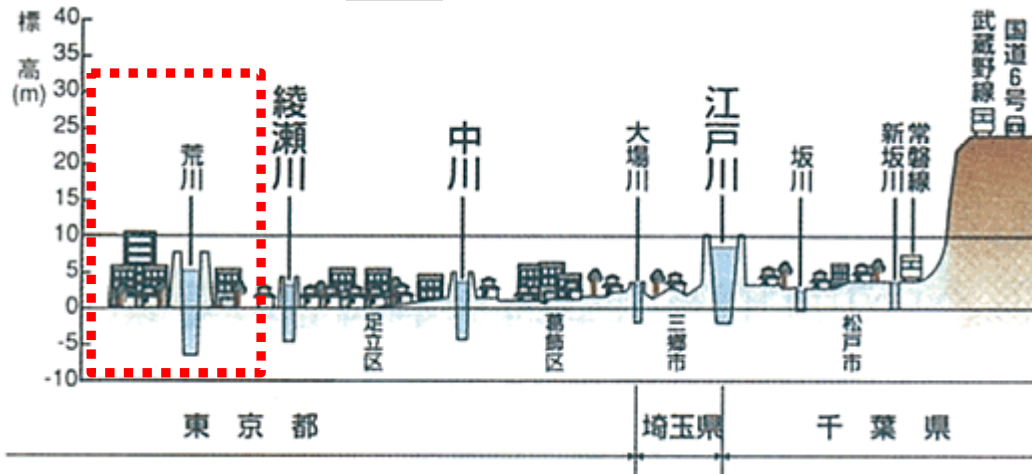 標高(m)
40
35
30
25
20
15
10
5
0
-5
-10
荒川
綾瀬川
中川
大場川
江戸川
坂川
新坂川
常磐線
武蔵野線
国道6号
足立区
葛飾区
三郷市
松戸市
東京都
埼玉県
千葉県